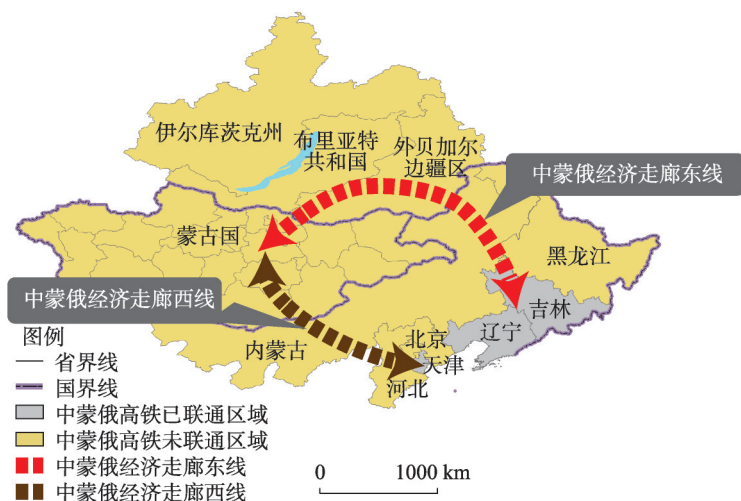 伊尔库茨克州
布里亚特
共和国
外贝加尔
边疆区
中蒙俄经济走廊东线
蒙古国
黑龙江
中蒙俄经济走廊西线
吉林
辽宁
北京
天津
内蒙古
河北
图例
省界线
国界线
中蒙俄高铁已联通区域
中蒙俄高铁未联通区域
中蒙俄经济走廊东线
中蒙俄经济走廊西线
0 1000 km